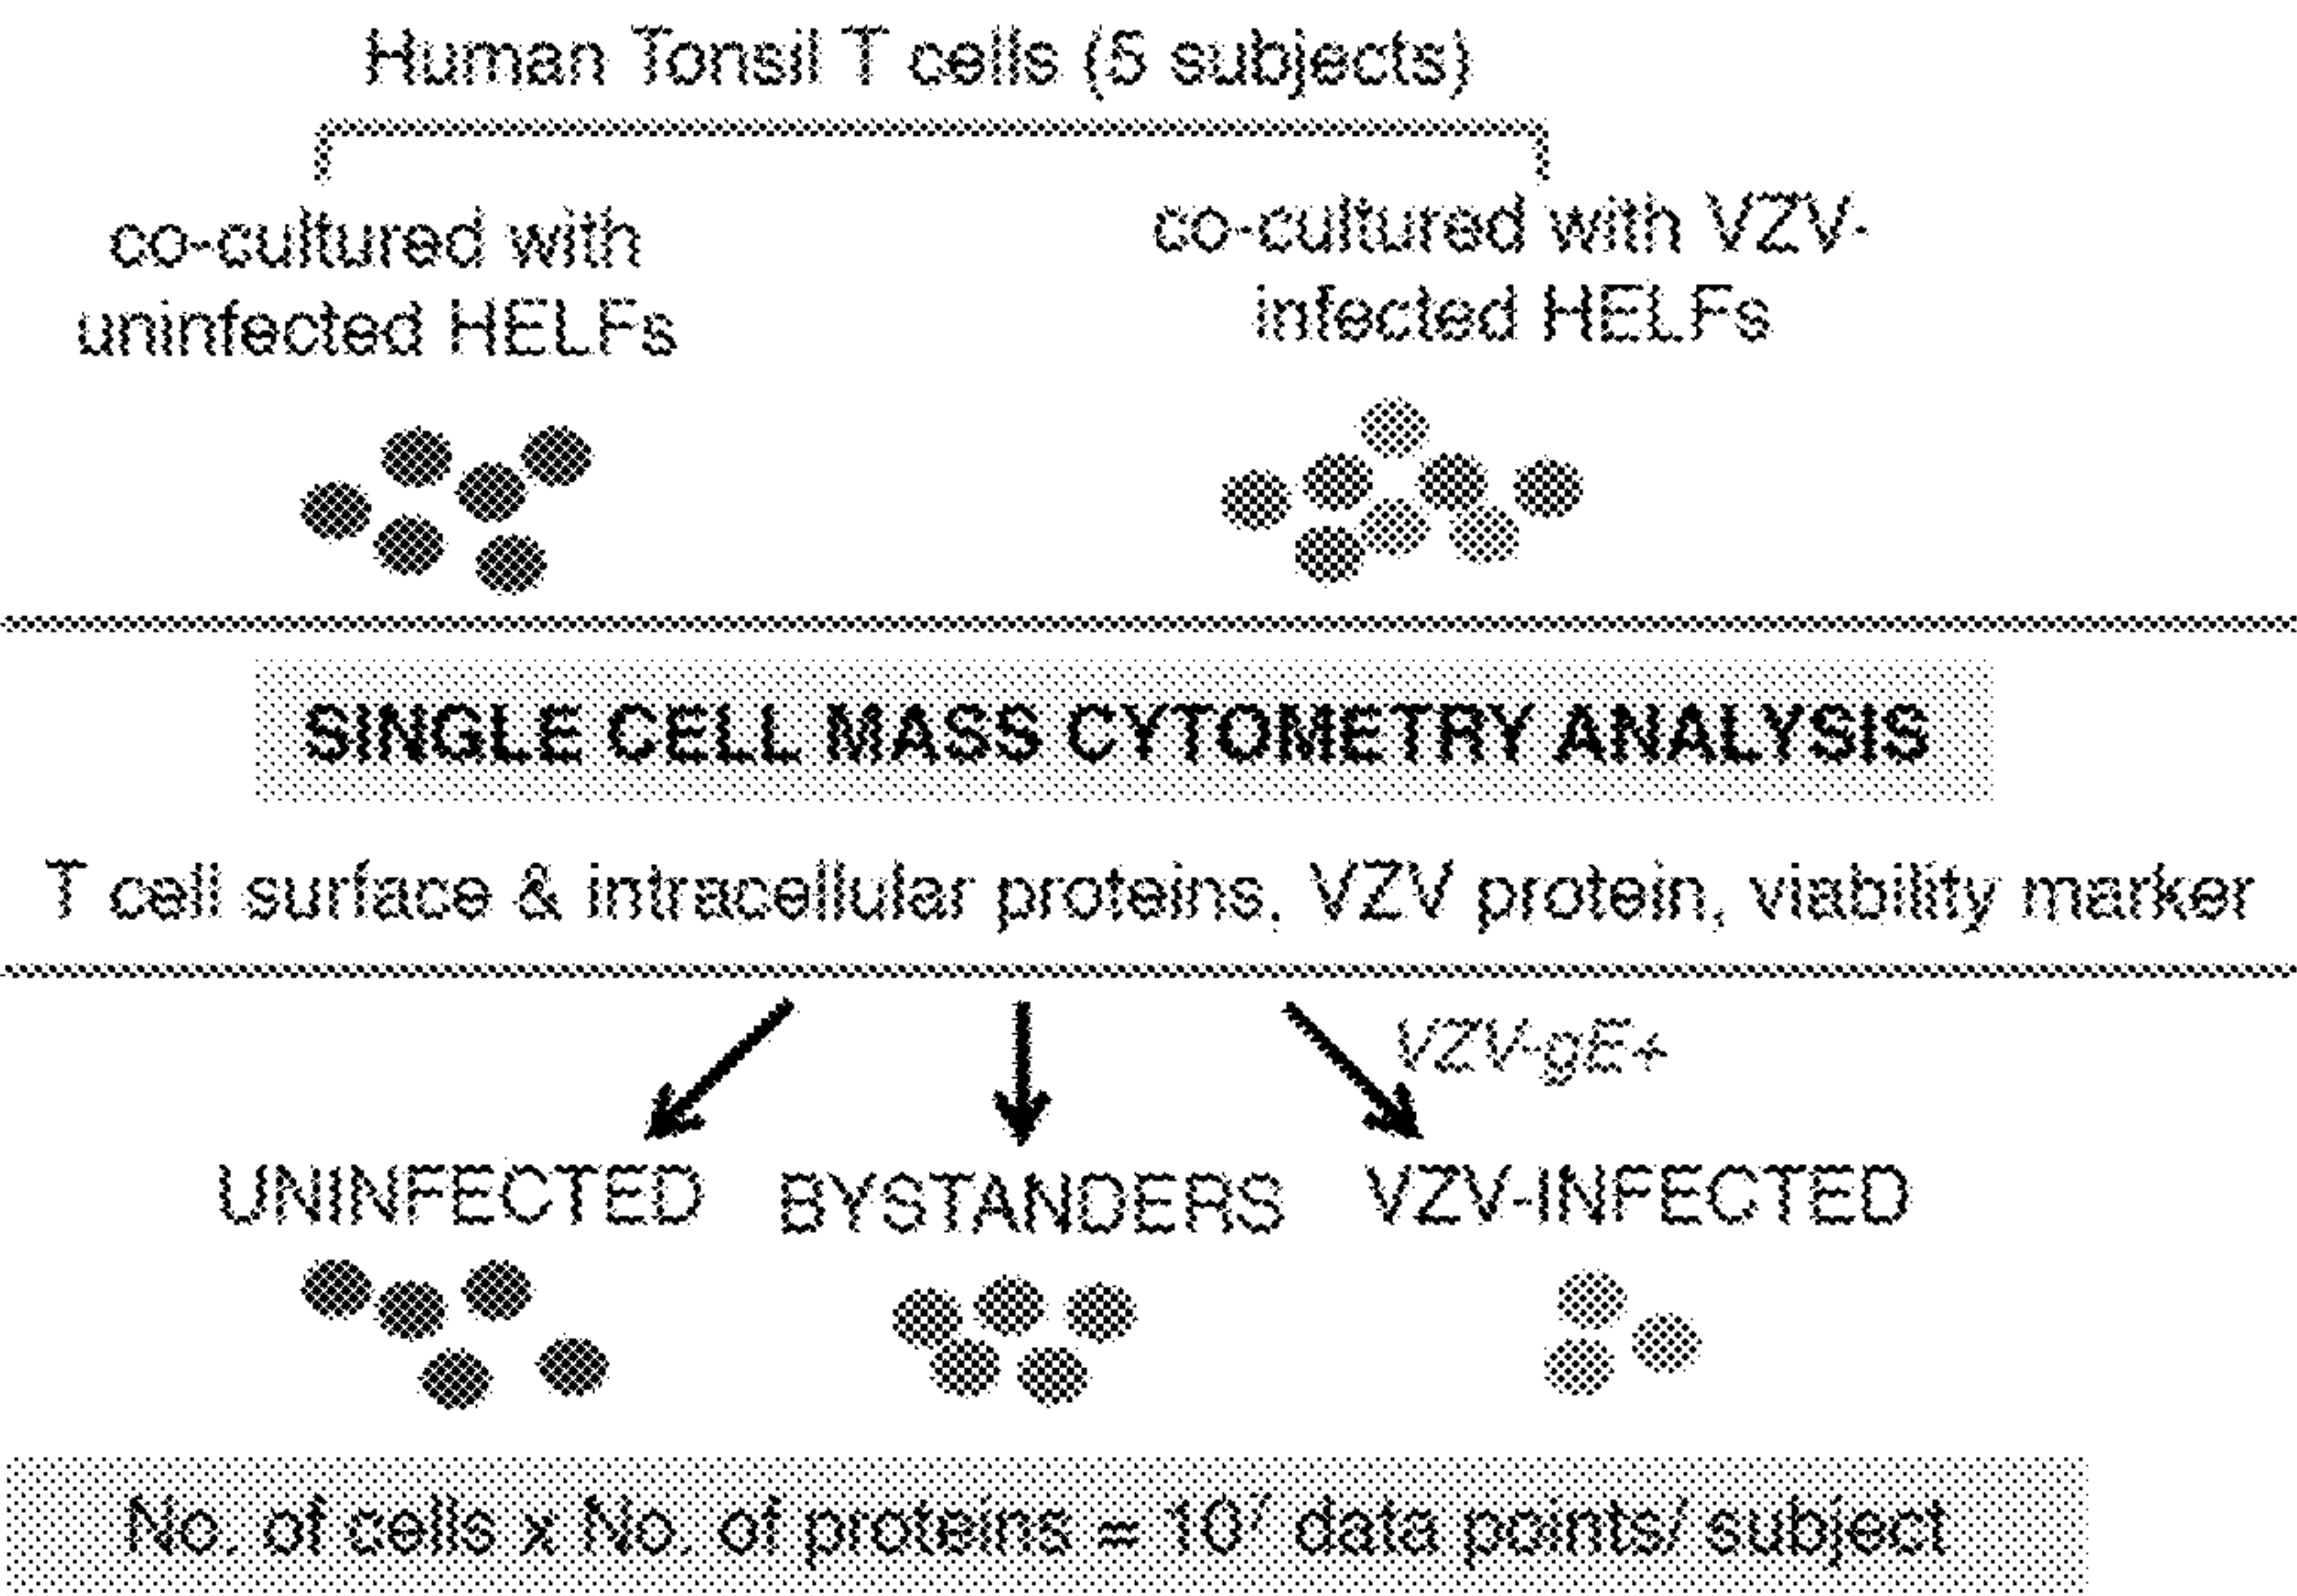 Human Tonsil T cells (5 subjects)
co-cultured with
uninfected HELFs
co-cultured with VZV-
infected HELFs
SINGLE CELL MASS CYTOMETRY ANALYSIS
T cell surface & intracellular proteins, VZV protein, viability marker
VZV-gE+
UNINFECTED
BYSTANDERS
VZV-INFECTED
No. of cells x No. of proteins = 10⁷ data points/ subject